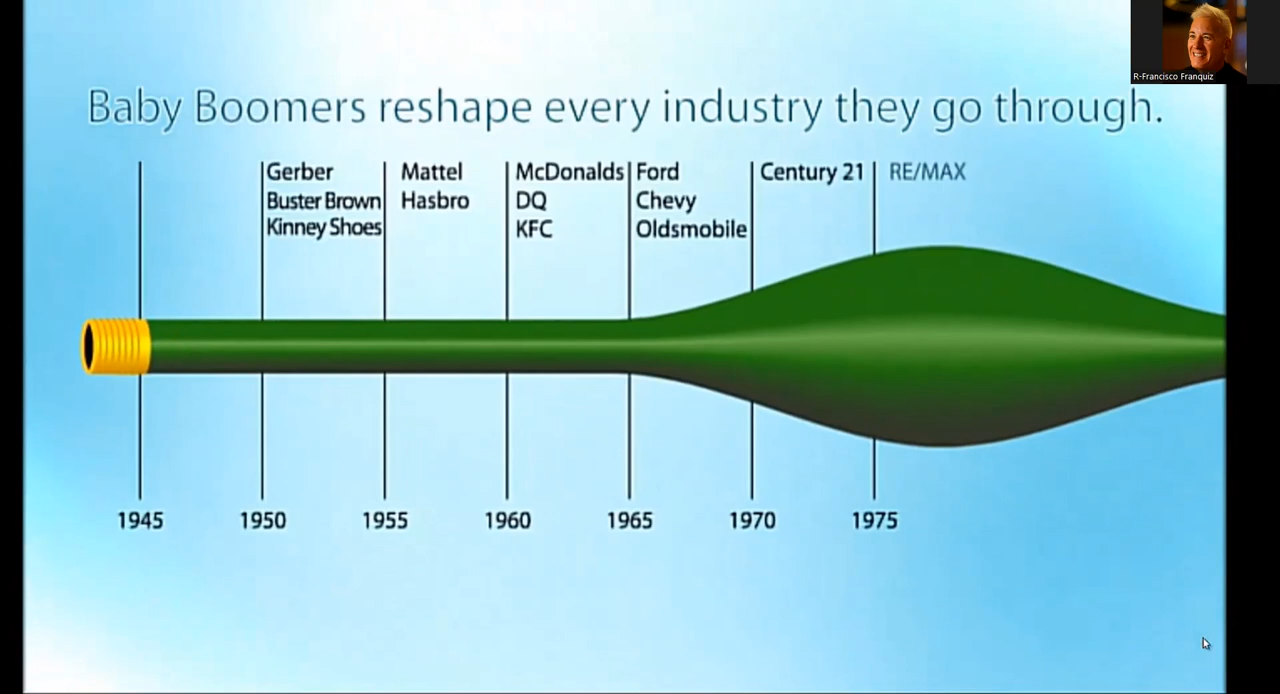 R-Francisco Franquiz
Baby Boomers reshape every industry they go through.
Gerber
Buster Brown
Kinney Shoes
Mattel
Hasbro
McDonalds
DQ
KFC
Ford
Chevy
Oldsmobile
Century 21
RE/MAX
1945 1950 1955 1960 1965 1970 1975